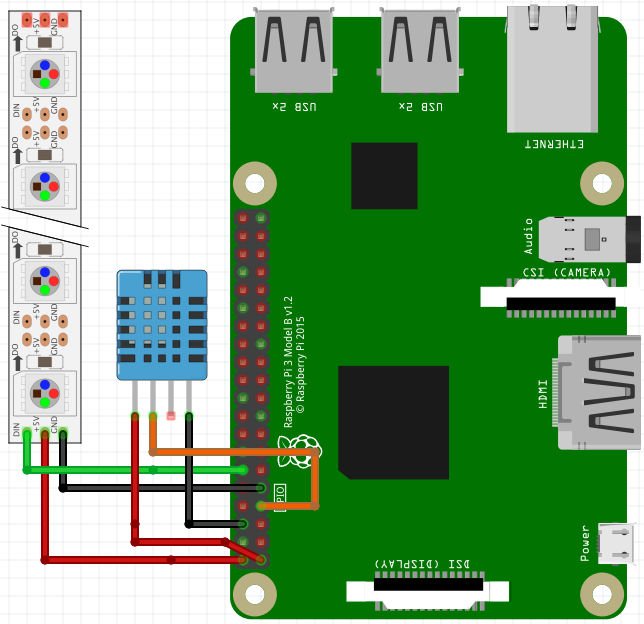 DO +5V GND
DIN +5V GND
DO +5V GND
DO
DIN +5V GND
DO +5V GND
DIN +5V GND
USB 2x
USB 2x
ETHERNET
Audio
CSI (CAMERA)
HDMI
Raspberry Pi 3 Model B v1.2
© Raspberry Pi 2015
GPIO
Power
DSI (DISPLAY)